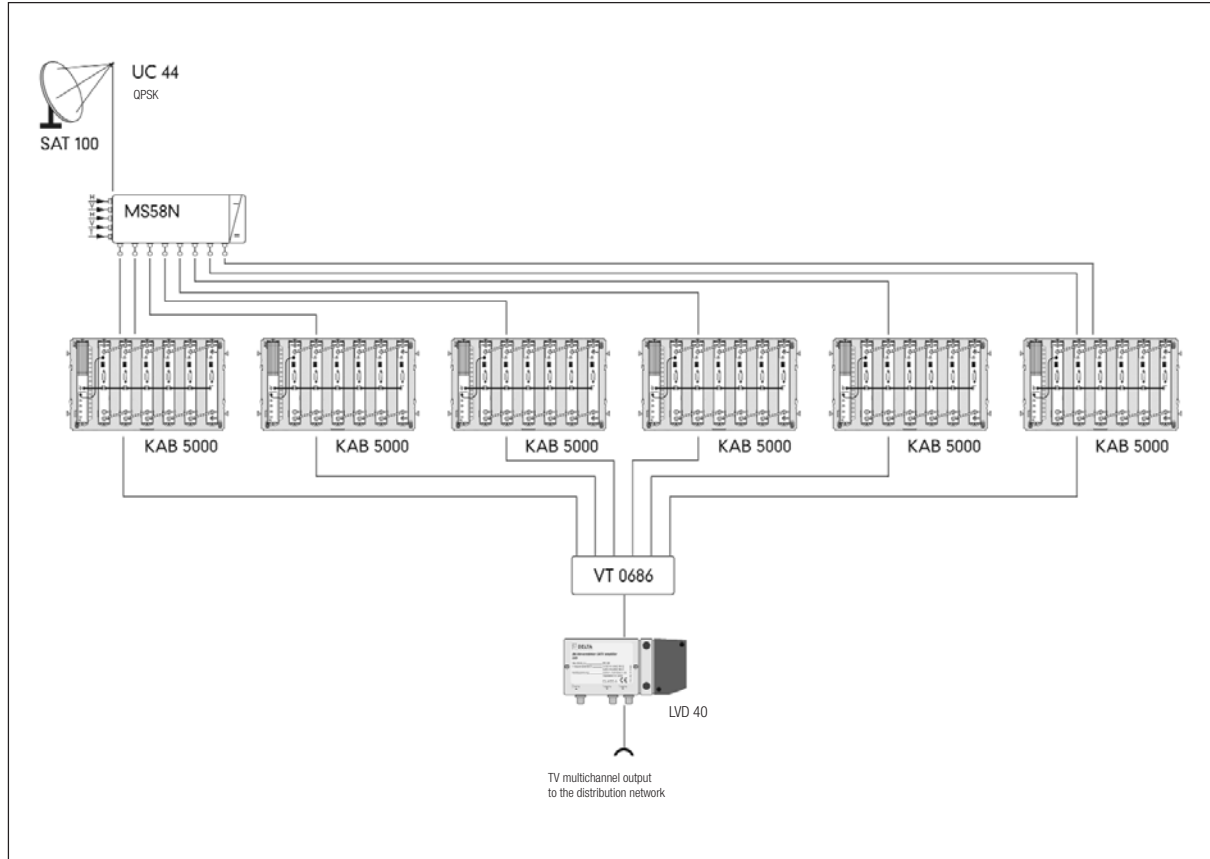 UC 44
QPSK
SAT 100
MS58N
KAB 5000
KAB 5000
KAB 5000
KAB 5000
KAB 5000
KAB 5000
VT 0686
DELTA
LVD 40
TV multichannel output
to the distribution network